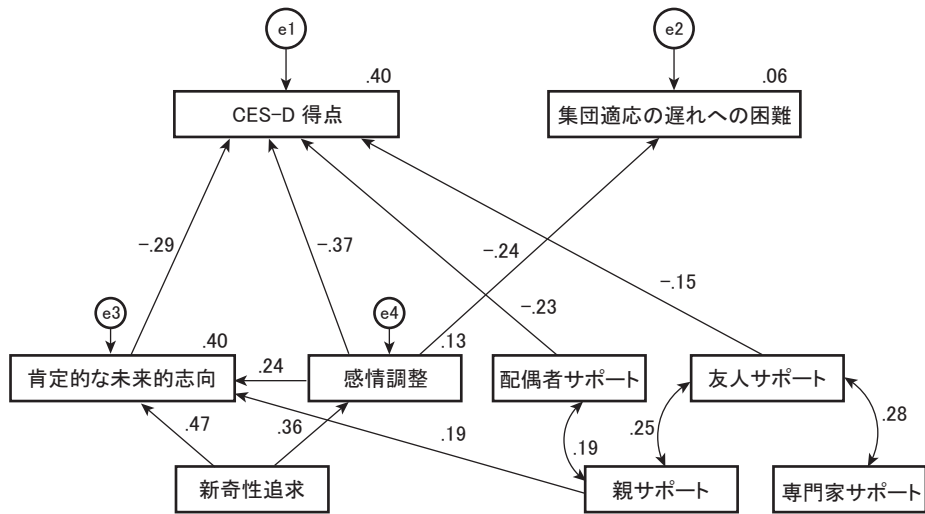 e1
e2
.40
.06
CES-D 得点
集団適応の遅れへの困難
-.29
-.37
-.24
-.23
-.15
e3
e4
.40
.13
肯定的な未来的志向
.24
感情調整
配偶者サポート
友人サポート
.47
.36
.19
.19
.25
.28
新奇性追求
親サポート
専門家サポート